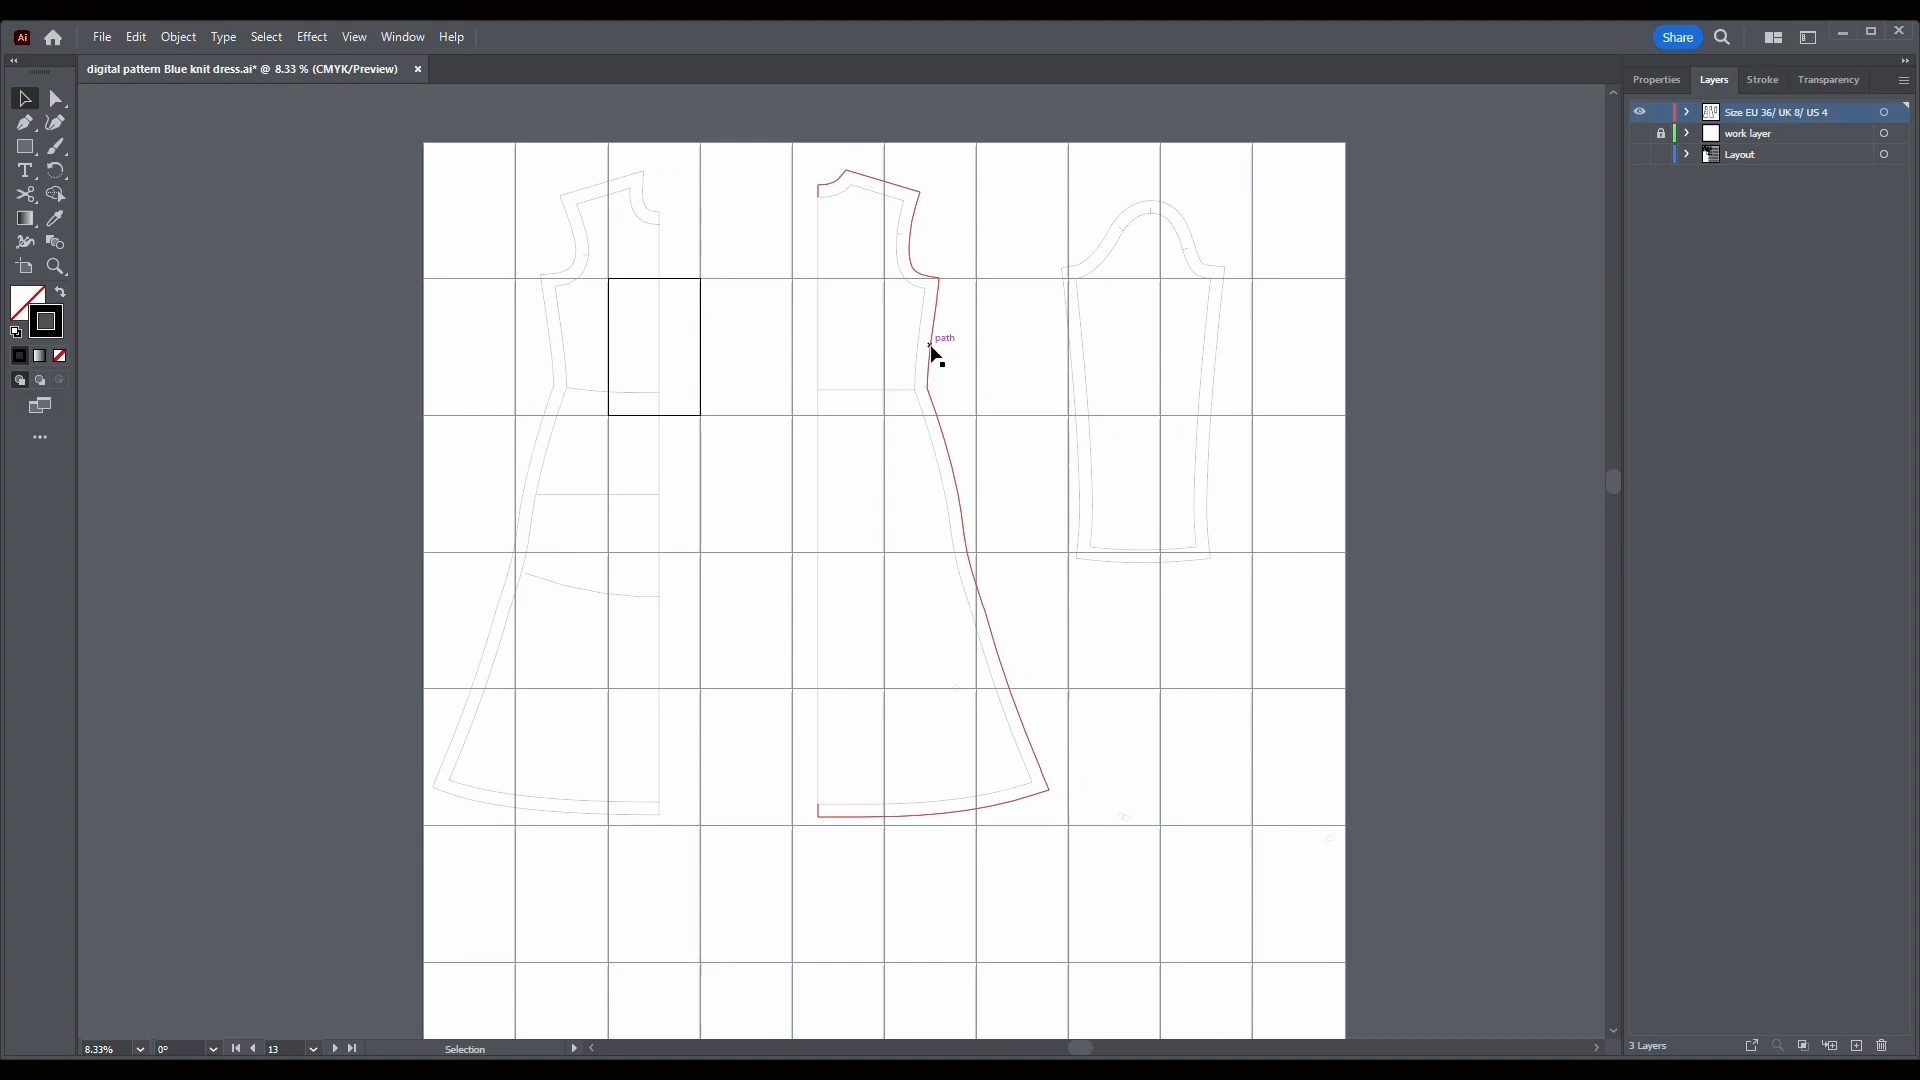 Ai File Edit Object Type Select Effect View Window Help Share
digital pattern Blue knit dress.ai* @ 8.33 % (CMYK/Preview) ×
Properties Layers Stroke Transparency
Size EU 36/ UK 8/ US 4
work layer
Layout
path
8.33% 0° 13 Selection
3 Layers